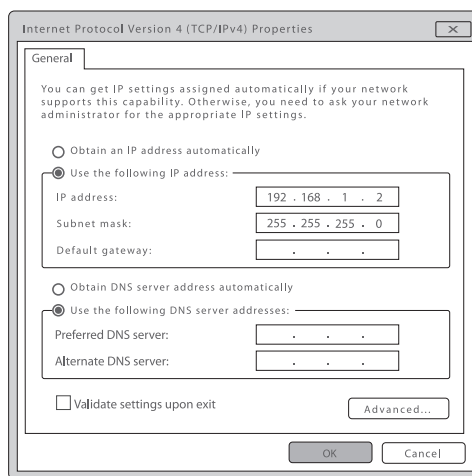 Internet Protocol Version 4 (TCP/IPv4) Properties
General
You can get IP settings assigned automatically if your network
supports this capability. Otherwise, you need to ask your network
administrator for the appropriate IP settings.
Obtain an IP address automatically
Use the following IP address:
IP address: 192 . 168 . 1 . 2
Subnet mask: 255 . 255 . 255 . 0
Default gateway: . . .
Obtain DNS server address automatically
Use the following DNS server addresses:
Preferred DNS server: . . .
Alternate DNS server: . . .
Validate settings upon exit
Advanced...
OK Cancel